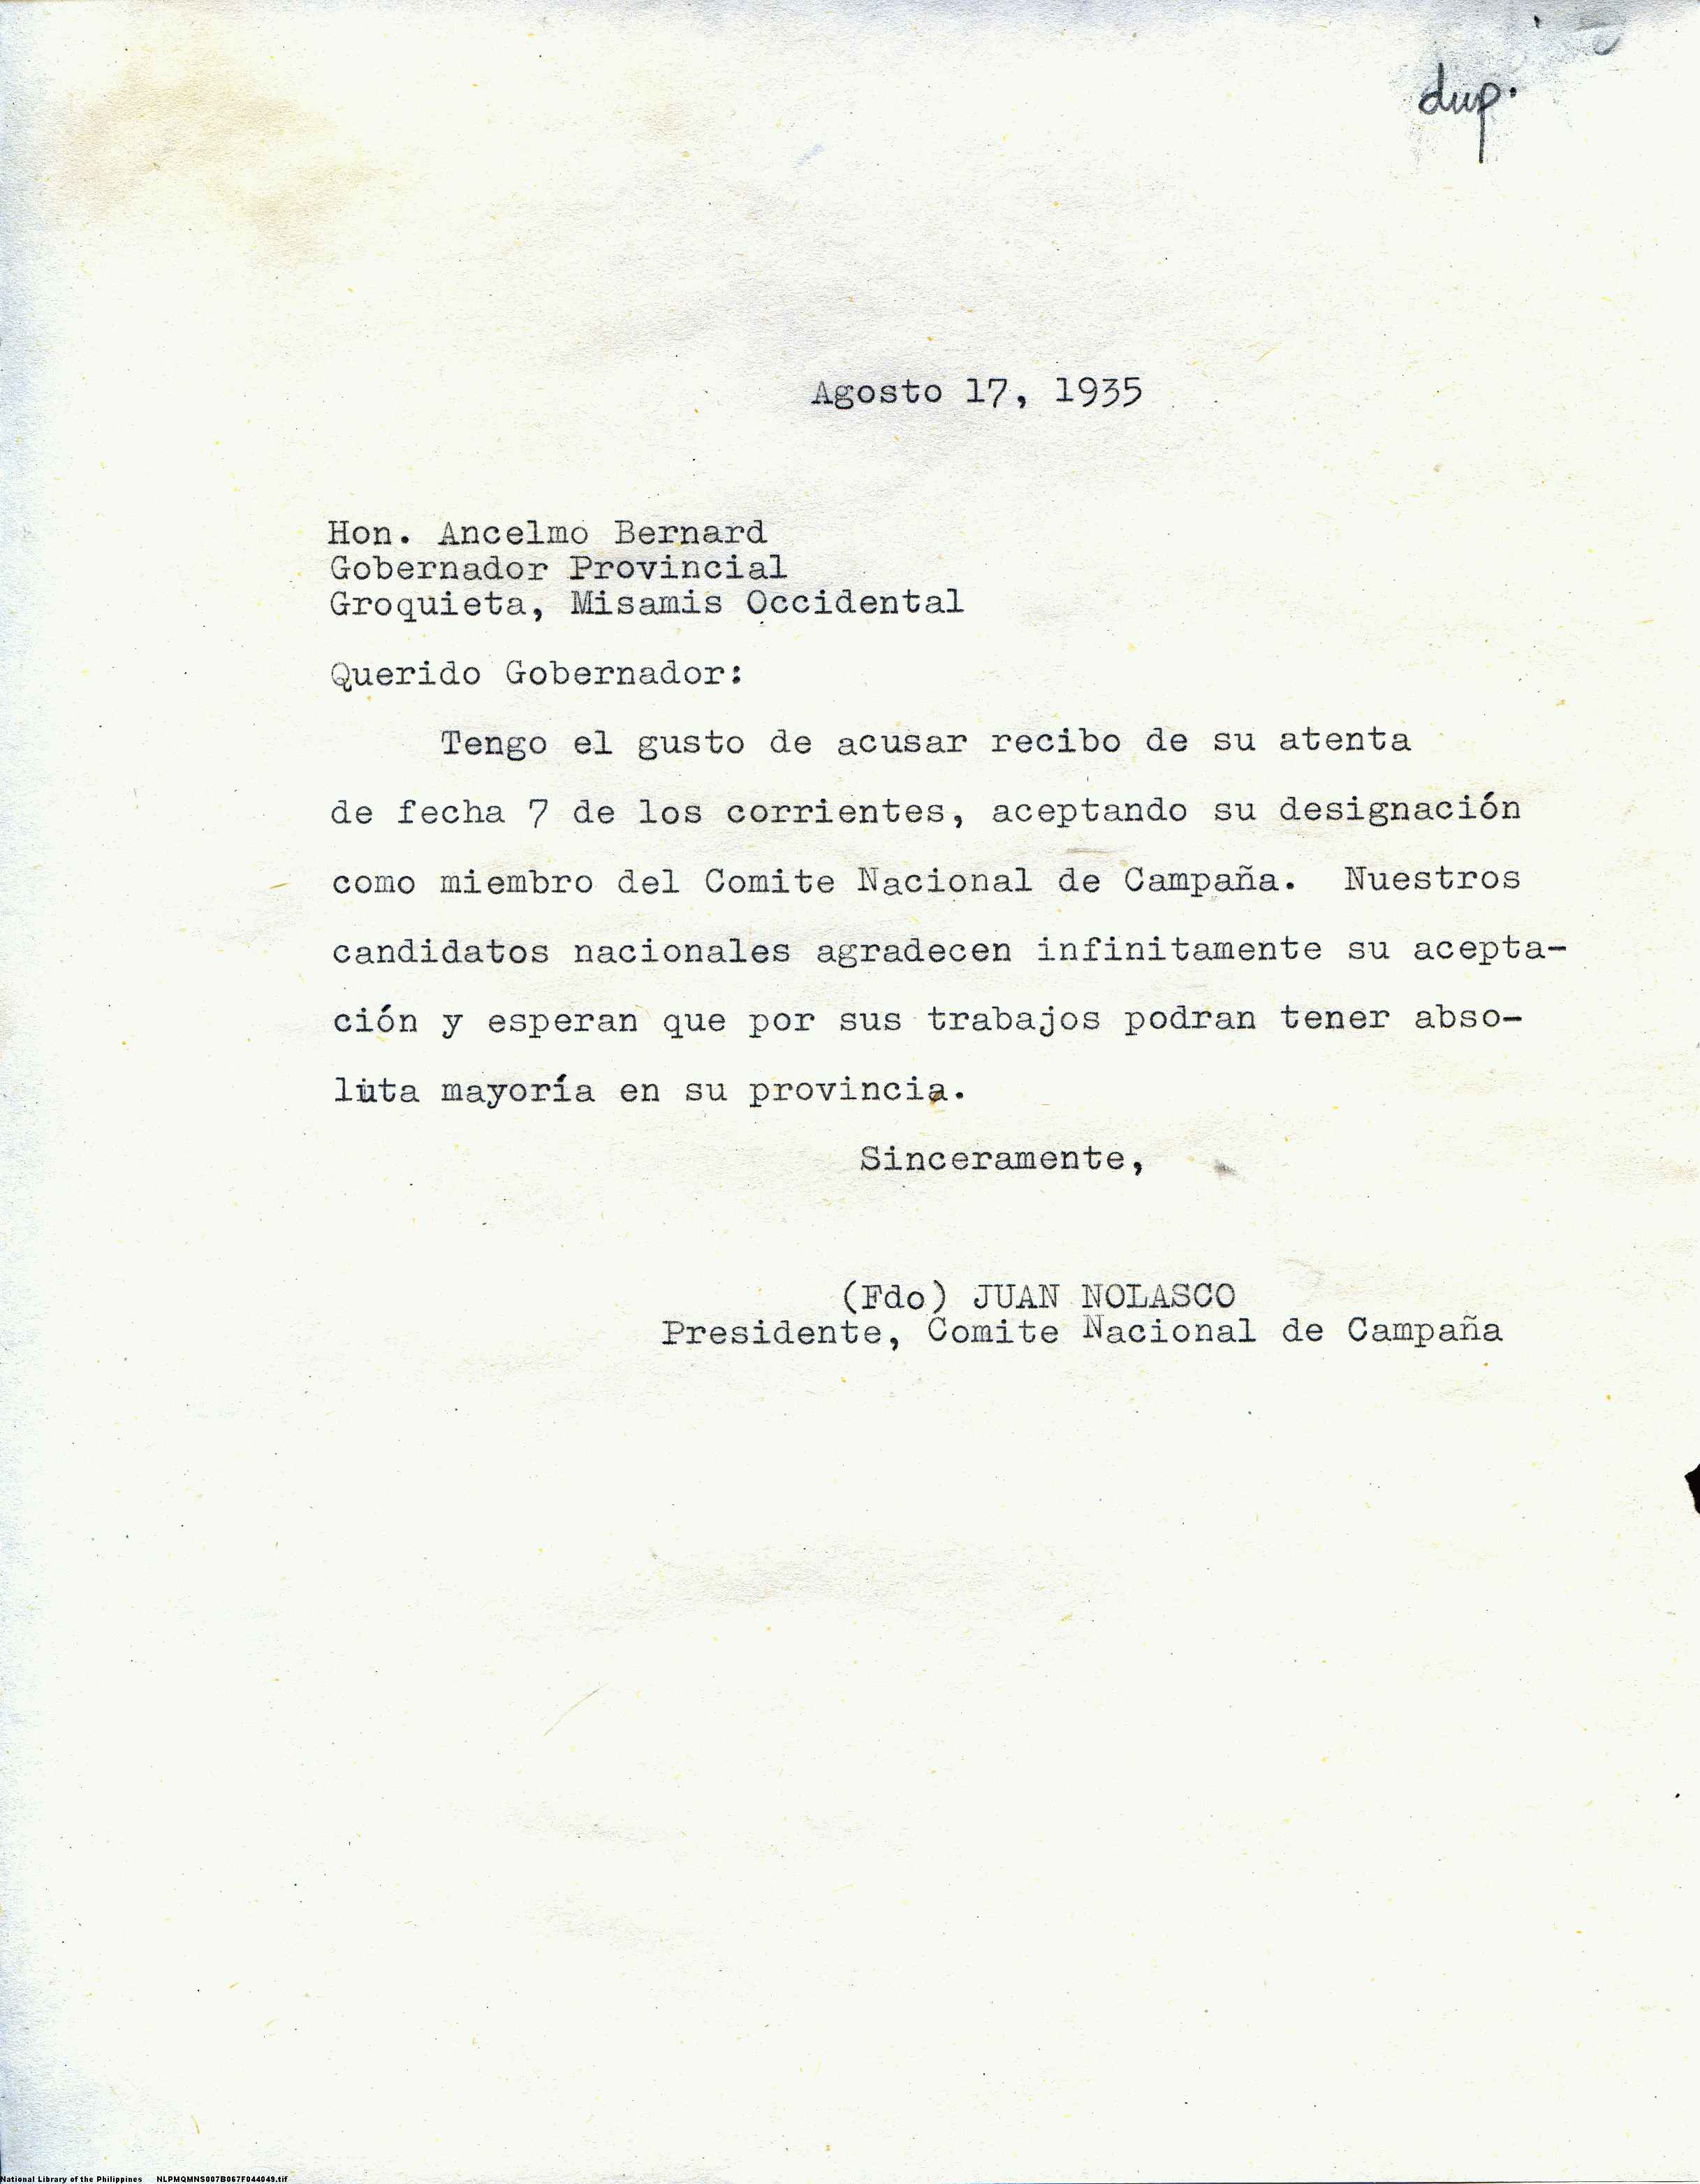 dup.
Agosto 17, 1935
Hon. Ancelmo Bernard
Gobernador Provincial
Groquieta, Misamis Occidental
Querido Gobernador:
Tengo el gusto de acusar recibo de su atenta
de fecha 7 de los corrientes, aceptando su designación
como miembro del Comite Nacional de Campaña. Nuestros
candidatos nacionales agradecen infinitamente su acepta-
ción y esperan que por sus trabajos podran tener abso-
luta mayoría en su provincia.
Sinceramente,
(Fdo) JUAN NOLASCO
Presidente, Comite Nacional de Campaña
National Library of the Philippines NLPMQMNS007B067F044049.tif